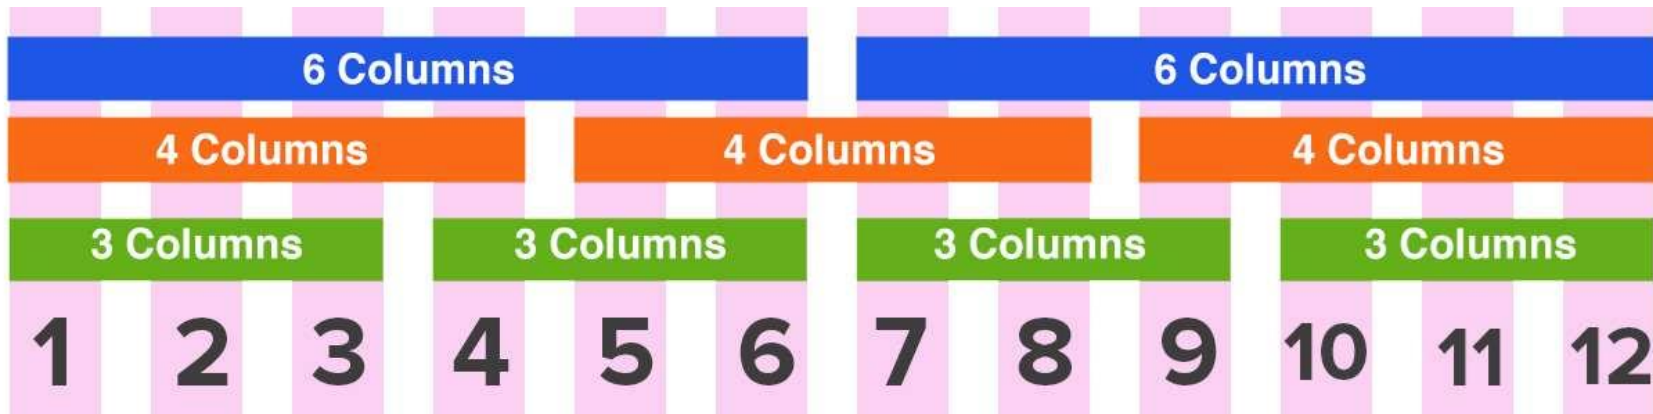 6 Columns 6 Columns
4 Columns 4 Columns 4 Columns
3 Columns 3 Columns 3 Columns 3 Columns
1 2 3 4 5 6 7 8 9 10 11 12